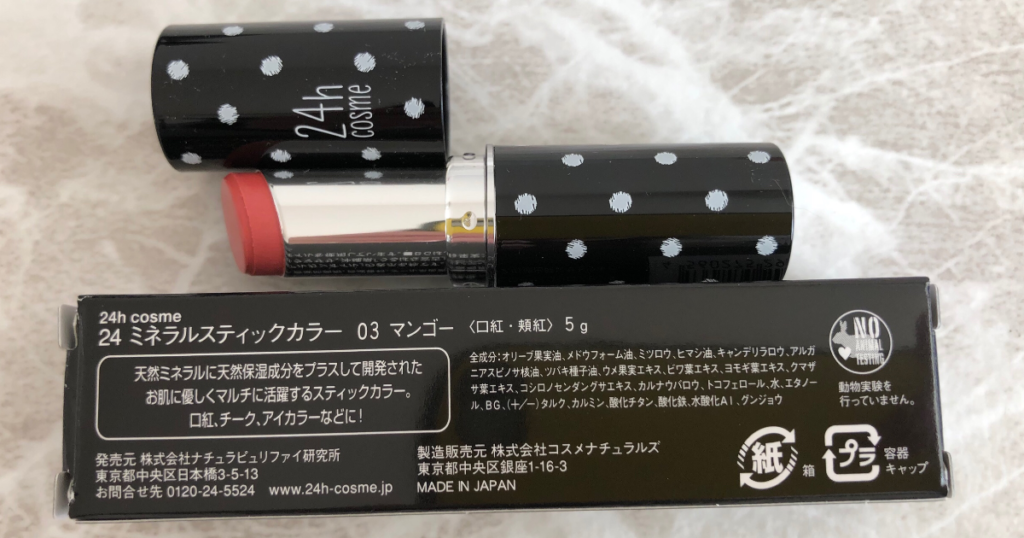 24h
cosme
24h cosme
24 ミネラルスティックカラー 03 マンゴー 〈口紅・頬紅〉 5g
天然ミネラルに天然保湿成分をプラスして開発された
お肌に優しくマルチに活躍するスティックカラー。
口紅、チーク、アイカラーなどに!
全成分:オリーブ果実油、メドウフォーム油、ミツロウ、ヒマシ油、キャンデリラロウ、アルガ
ニアスピノサ核油、ツバキ種子油、ウメ果実エキス、ビワ葉エキス、ヨモギ葉エキス、クマザ
サ葉エキス、コシロノセンダングサエキス、カルナウバロウ、トコフェロール、水、エタノー
ル、BG、(+/-)タルク、カルミン、酸化チタン、酸化鉄、水酸化Al、グンジョウ
NO
ANIMAL
TESTING
動物実験を
行っていません。
発売元 株式会社ナチュラピュリファイ研究所
東京都中央区日本橋3-5-13
お問合せ先 0120-24-5524 www.24h-cosme.jp
製造販売元 株式会社コスメナチュラルズ
東京都中央区銀座1-16-3
MADE IN JAPAN
紙 箱
プラ 容器
キャップ